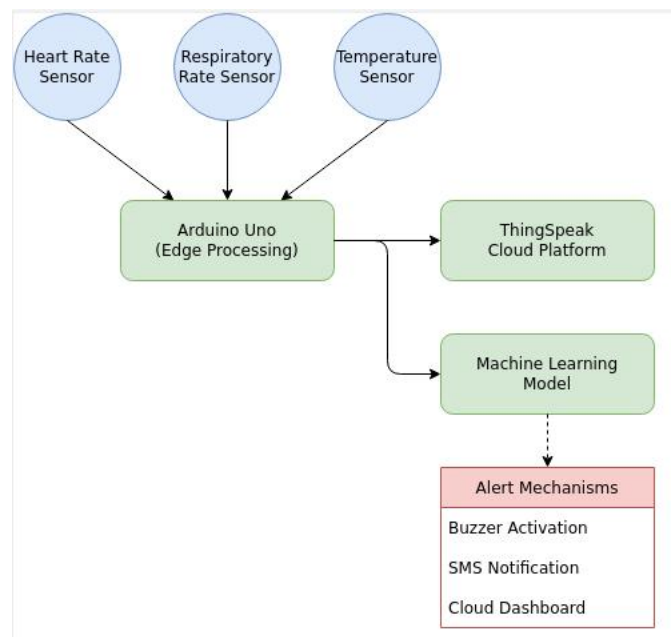 Heart Rate
Sensor
Respiratory
Rate Sensor
Temperature
Sensor
Arduino Uno
(Edge Processing)
ThingSpeak
Cloud Platform
Machine Learning
Model
Alert Mechanisms
Buzzer Activation
SMS Notification
Cloud Dashboard